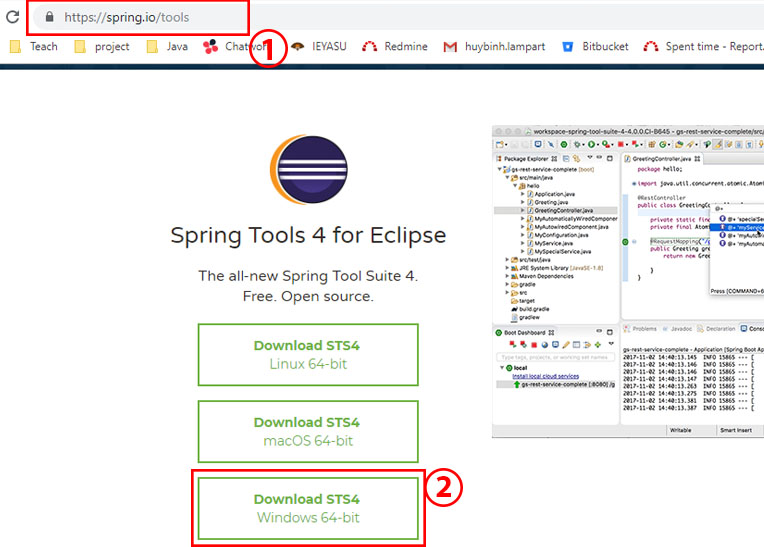 https://spring.io/tools
Teach project Java Chatwork IEYASU Redmine huybinh.lampart Bitbucket Spent time - Report.
1
Spring Tools 4 for Eclipse
The all-new Spring Tool Suite 4.
Free. Open source.
Download STS4
Linux 64-bit
Download STS4
macOS 64-bit
2
Download STS4
Windows 64-bit
workspace-spring-tool-suite-4-4.0.0.CI-B645 - gs-rest-service-complete/src/
Package Explorer
gs-rest-service-complete [boot]
src/main/java
hello
Application.java
Greeting.java
GreetingController.java
MyAutomaticallyWiredComponent
MyAutowiredComponent.java
MyConfiguration.java
MyService.java
MySpecialService.java
src/test/java
JRE System Library [JavaSE-1.8]
Maven Dependencies
gradle
src
target
build.gradle
gradlew
GreetingController.java
package hello;
import java.util.concurrent.atomic.Atomi
@RestController
public class
private static fin
private final Atom
@RequestMapping("/g
public Greeting gre
return new G
}
}
@+
@+ 'specialSer
@+ 'myService
@+ 'myAuto
@+ 'myAutoma
Press [COMMAND+6
Boot Dashboard
Type tags, projects, or working set names
local
Install local cloud services
gs-rest-service-complete [:8080] /g
Problems Javadoc Declaration Conso
gs-rest-service-complete - Application [Spring Boot Ap
2017-11-02 14:40:13.145 INFO 15865 --- [
2017-11-02 14:40:13.146 INFO 15865 --- [
2017-11-02 14:40:13.146 INFO 15865 --- [
2017-11-02 14:40:13.147 INFO 15865 --- [
2017-11-02 14:40:13.263 INFO 15865 --- [
2017-11-02 14:40:13.275 INFO 15865 --- [
2017-11-02 14:40:13.381 INFO 15865 --- [
2017-11-02 14:40:13.387 INFO 15865 --- [
Writable Smart Insert